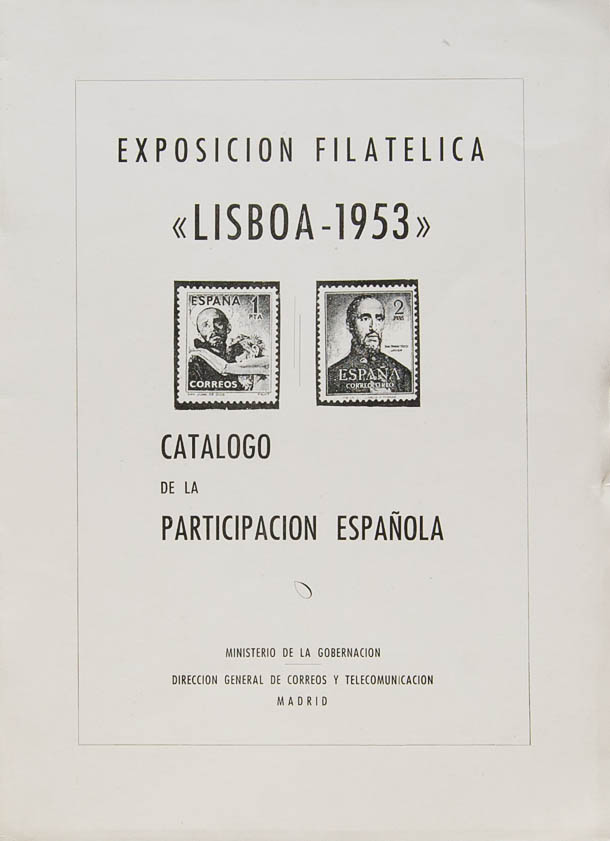 EXPOSICION FILATELICA
«LISBOA-1953»
ESPAÑA 1
PTA
CORREOS
2
PTAS
ESPAÑA
CORREO AEREO
CATALOGO
DE LA
PARTICIPACION ESPAÑOLA
MINISTERIO DE LA GOBERNACION
DIRECCION GENERAL DE CORREOS Y TELECOMUNICACION
MADRID